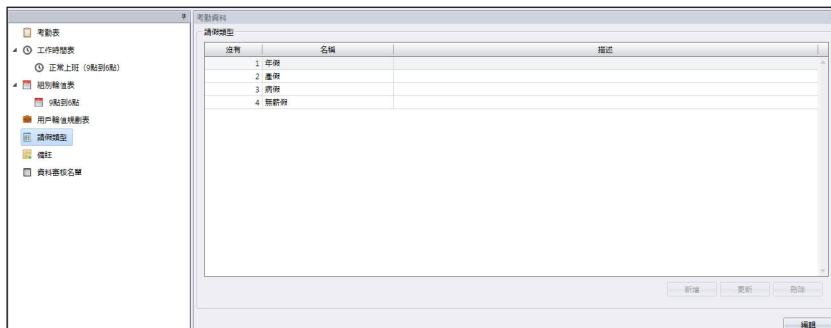 考勤表
工作時間表
正常上班（9點到6點）
組別輪值表
9點到6點
用戶輪值規劃表
請假類型
備註
資料審核名單
考勤資料
請假類型
沒有 名稱 描述
1 年假
2 產假
3 病假
4 無薪假
新增 更新 刪除
編輯